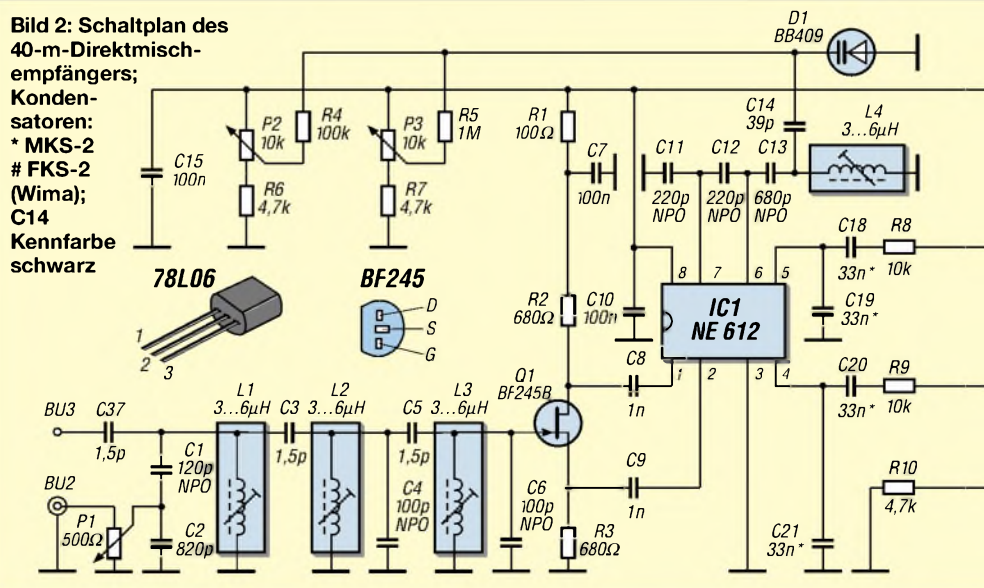 Bild 2: Schaltplan des
40-m-Direktmisch-
empfängers;
Konden-
satoren:
* MKS-2
# FKS-2
(Wima);
C14
Kennfarbe
schwarz
D1
BB409
P2
10k
R4
100k
P3
10k
R5
1M
R1
100Ω
C14
39p
L4
3...6µH
C15
100n
R6
4,7k
R7
4,7k
C7
100n
C11
220p
NPO
C12
220p
NPO
C13
680p
NPO
C18
33n*
R8
10k
78L06
1
2
3
BF245
D
S
G
R2
680Ω
C10
100n
8
7
6
5
IC1
NE 612
1
2
3
4
C19
33n*
C8
1n
Q1
BF245B
C20
33n*
R9
10k
BU3
C37
1,5p
L1
3...6µH
C3
1,5p
L2
3...6µH
C5
1,5p
L3
3...6µH
C1
120p
NPO
BU2
P1
500Ω
C2
820p
C4
100p
NPO
C6
100p
NPO
C9
1n
R3
680Ω
R10
4,7k
C21
33n*